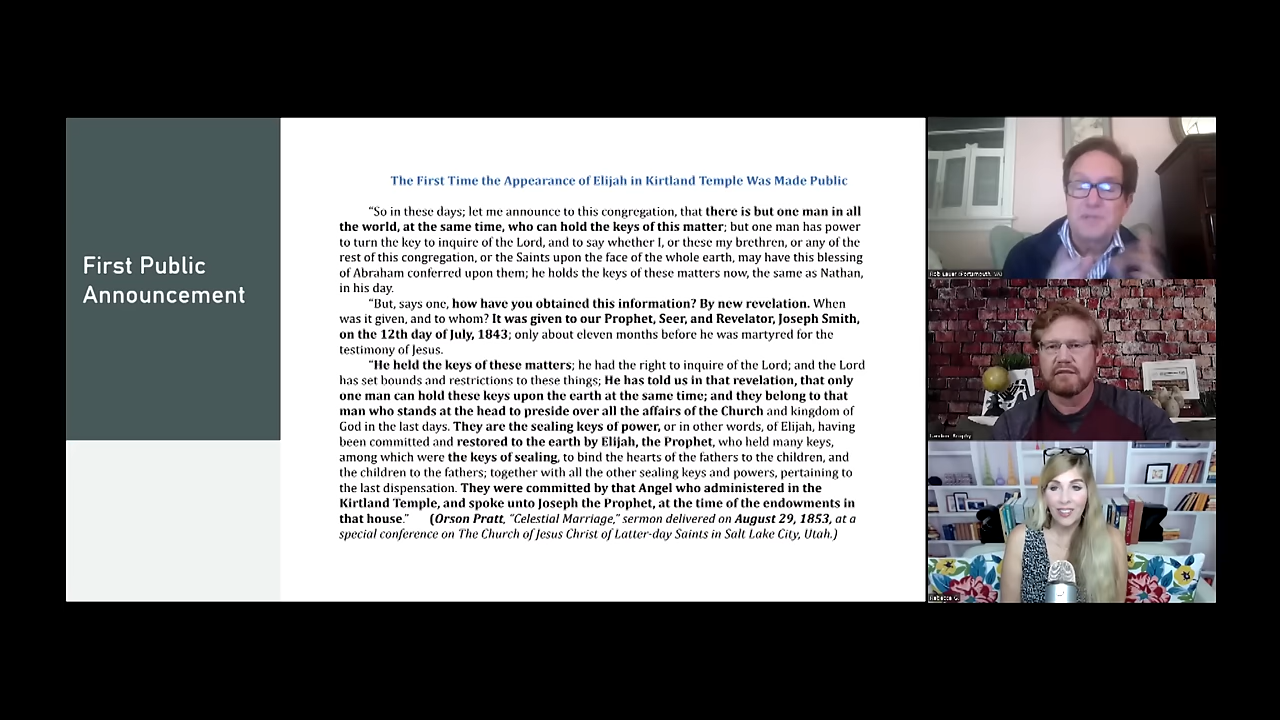 First Public
Announcement
The First Time the Appearance of Elijah in Kirtland Temple Was Made Public
“So in these days; let me announce to this congregation, that there is but one man in all
the world, at the same time, who can hold the keys of this matter; but one man has power
to turn the key to inquire of the Lord, and to say whether I, or these my brethren, or any of the
rest of this congregation, or the Saints upon the face of the whole earth, may have this blessing
of Abraham conferred upon them; he holds the keys of these matters now, the same as Nathan,
in his day.
“But, says one, how have you obtained this information? By new revelation. When
was it given, and to whom? It was given to our Prophet, Seer, and Revelator, Joseph Smith,
on the 12th day of July, 1843; only about eleven months before he was martyred for the
testimony of Jesus.
“He held the keys of these matters; he had the right to inquire of the Lord; and the Lord
has set bounds and restrictions to these things; He has told us in that revelation, that only
one man can hold these keys upon the earth at the same time; and they belong to that
man who stands at the head to preside over all the affairs of the Church and kingdom of
God in the last days. They are the sealing keys of power, or in other words, of Elijah, having
been committed and restored to the earth by Elijah, the Prophet, who held many keys,
among which were the keys of sealing, to bind the hearts of the fathers to the children, and
the children to the fathers; together with all the other sealing keys and powers, pertaining to
the last dispensation. They were committed by that Angel who administered in the
Kirtland Temple, and spoke unto Joseph the Prophet, at the time of the endowments in
that house.” (Orson Pratt, “Celestial Marriage,” sermon delivered on August 29, 1853, at a
special conference on The Church of Jesus Christ of Latter-day Saints in Salt Lake City, Utah.)
Rob Lauer (Portsmouth, VA)
Landon Brophy
Rebecca G.